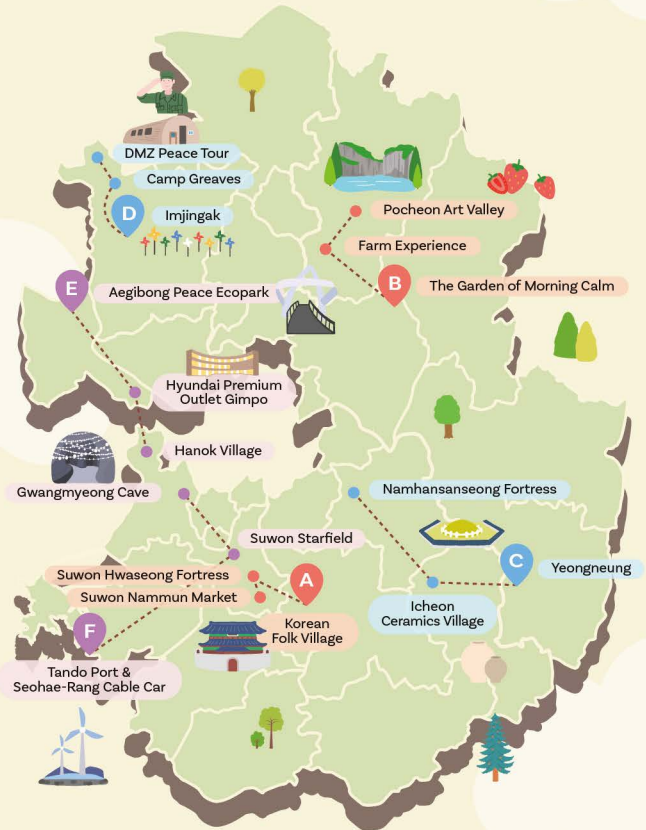 DMZ Peace Tour
Camp Greaves
D
Imjingak
Pocheon Art Valley
Farm Experience
B
The Garden of Morning Calm
E
Aegibong Peace Ecopark
Hyundai Premium
Outlet Gimpo
Hanok Village
Gwangmyeong Cave
Namhansanseong Fortress
Suwon Starfield
C
Yeongneung
Suwon Hwaseong Fortress
A
Suwon Nammun Market
Icheon
Ceramics Village
Korean
Folk Village
F
Tando Port &
Seohae-Rang Cable Car